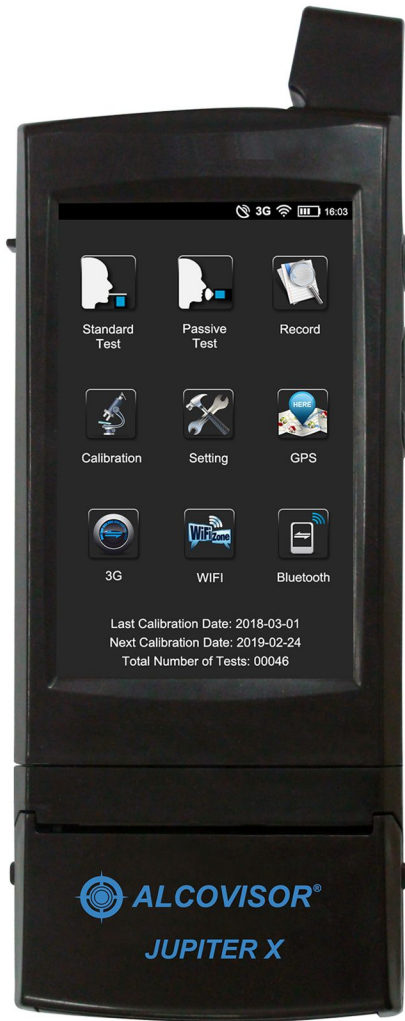 3G 16:03
Standard
Test
Passive
Test
Record
HERE
Calibration
Setting
GPS
WiFi Zone
3G
WIFI
Bluetooth
Last Calibration Date: 2018-03-01
Next Calibration Date: 2019-02-24
Total Number of Tests: 00046
ALCOVISOR®
JUPITER X